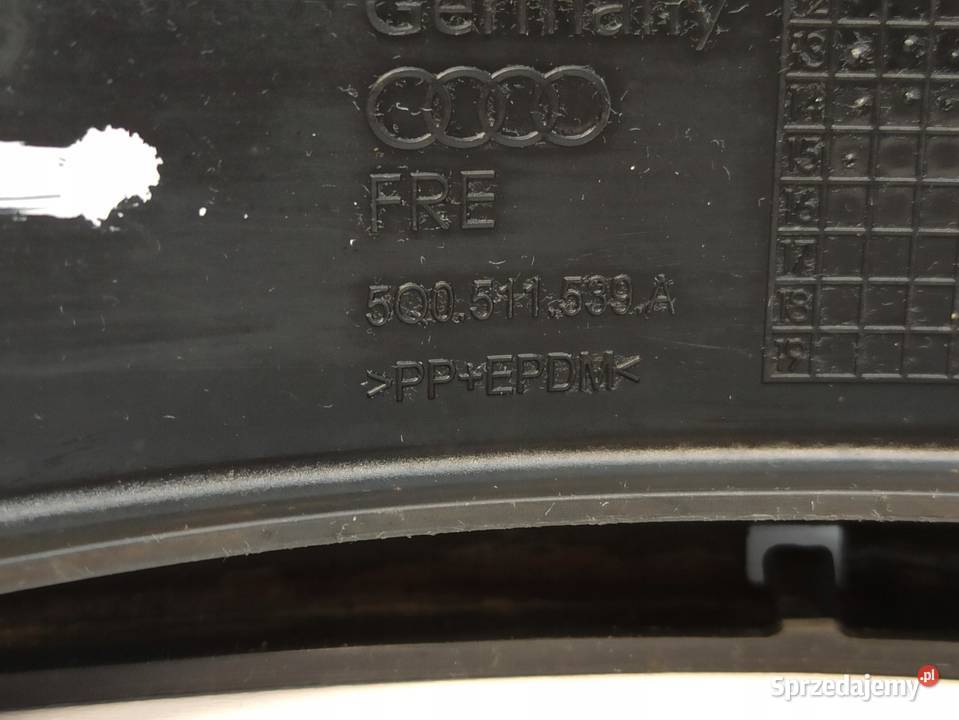 Germany
FRE
5Q0.511.539.A
>PP+EPDM<
13
14
15
16
17
18
19
Sprzedajemy.pl